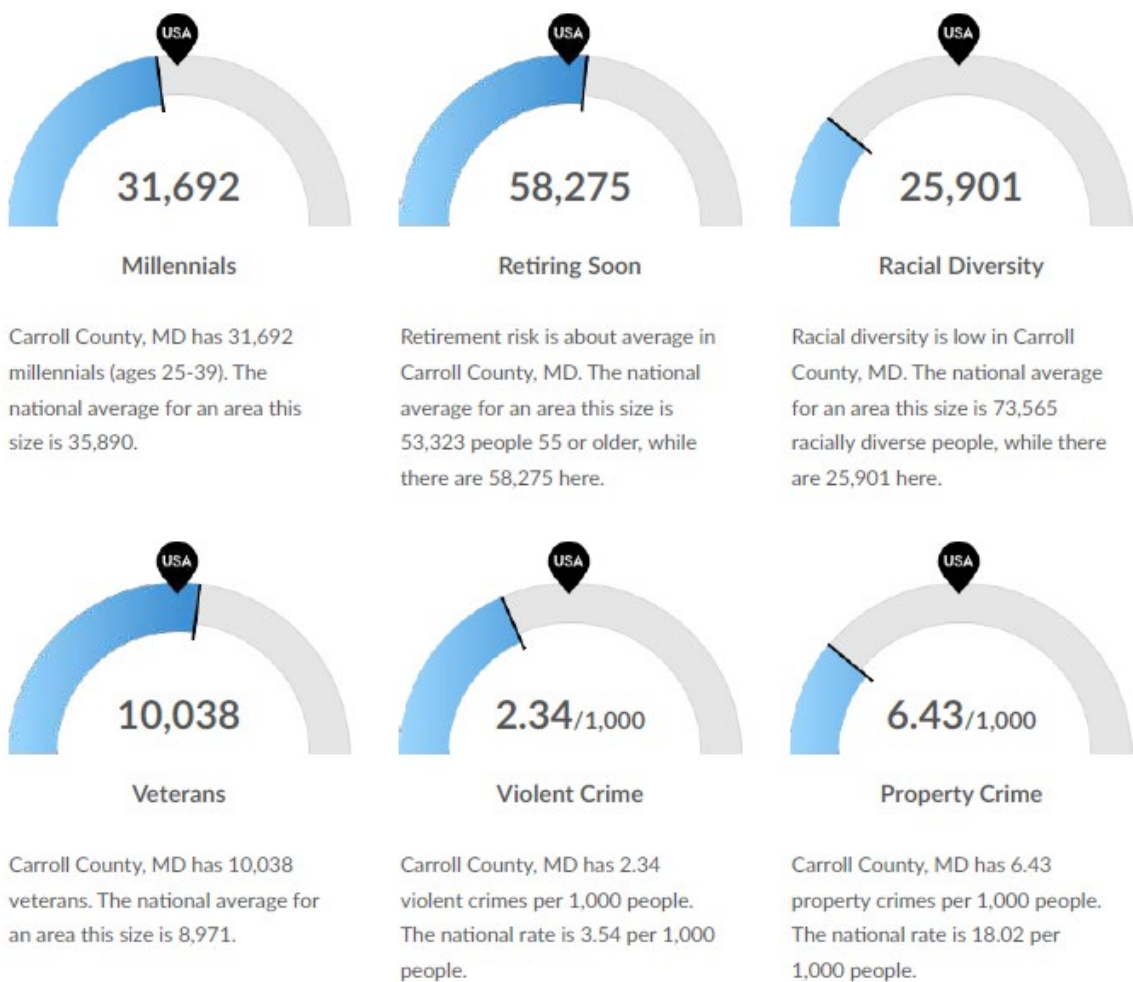 USA
31,692
Millennials
Carroll County, MD has 31,692
millennials (ages 25-39). The
national average for an area this
size is 35,890.
USA
58,275
Retiring Soon
Retirement risk is about average in
Carroll County, MD. The national
average for an area this size is
53,323 people 55 or older, while
there are 58,275 here.
USA
25,901
Racial Diversity
Racial diversity is low in Carroll
County, MD. The national average
for an area this size is 73,565
racially diverse people, while there
are 25,901 here.
USA
10,038
Veterans
Carroll County, MD has 10,038
veterans. The national average for
an area this size is 8,971.
USA
2.34/1,000
Violent Crime
Carroll County, MD has 2.34
violent crimes per 1,000 people.
The national rate is 3.54 per 1,000
people.
USA
6.43/1,000
Property Crime
Carroll County, MD has 6.43
property crimes per 1,000 people.
The national rate is 18.02 per
1,000 people.